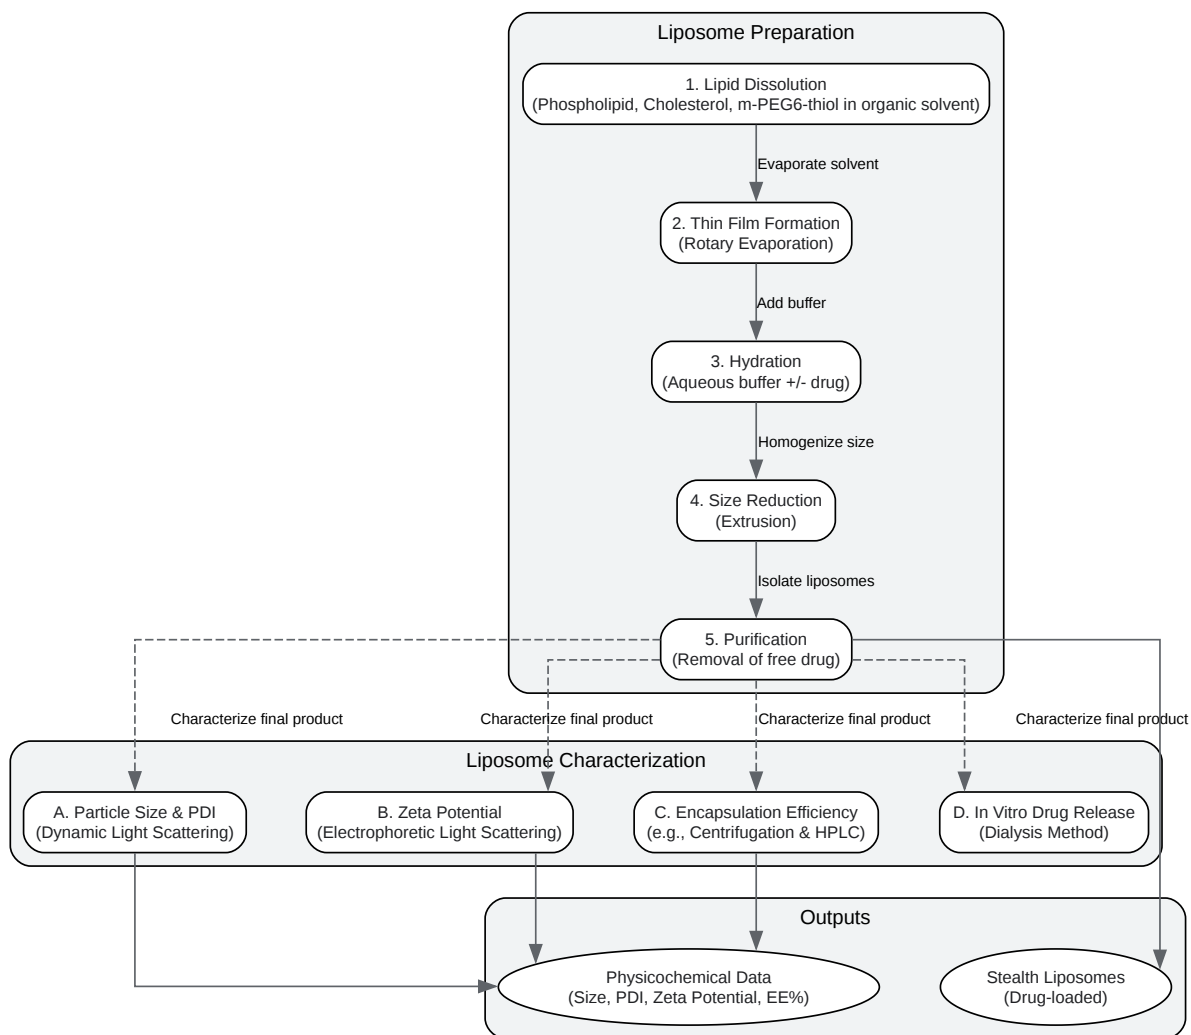 Liposome Preparation
1. Lipid Dissolution
(Phospholipid, Cholesterol, m-PEG6-thiol in organic solvent)
Evaporate solvent
2. Thin Film Formation
(Rotary Evaporation)
Add buffer
3. Hydration
(Aqueous buffer +/- drug)
Homogenize size
4. Size Reduction
(Extrusion)
Isolate liposomes
5. Purification
(Removal of free drug)
Characterize final product
Characterize final product
Characterize final product
Characterize final product
Liposome Characterization
A. Particle Size & PDI
(Dynamic Light Scattering)
B. Zeta Potential
(Electrophoretic Light Scattering)
C. Encapsulation Efficiency
(e.g., Centrifugation & HPLC)
D. In Vitro Drug Release
(Dialysis Method)
Outputs
Physicochemical Data
(Size, PDI, Zeta Potential, EE%)
Stealth Liposomes
(Drug-loaded)